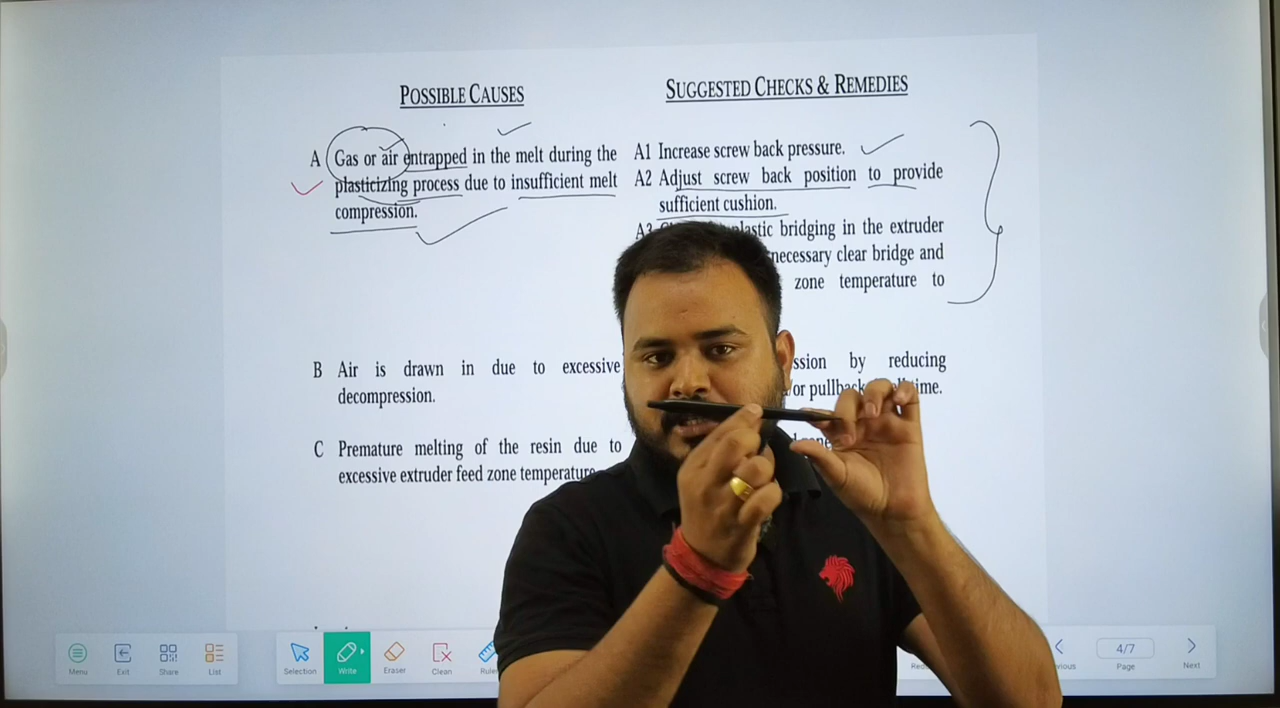 POSSIBLE CAUSES
SUGGESTED CHECKS & REMEDIES
A Gas or air entrapped in the melt during the
plasticizing process due to insufficient melt
compression.
A1 Increase screw back pressure.
A2 Adjust screw back position to provide
sufficient cushion.
A3 plastic bridging in the extruder
necessary clear bridge and
zone temperature to
B Air is drawn in due to excessive
decompression.
by reducing
or pullback
C Premature melting of the resin due to
excessive extruder feed zone temperature
Menu
Exit
Share
List
Selection
Write
Eraser
Clean
4/7
Page
Next